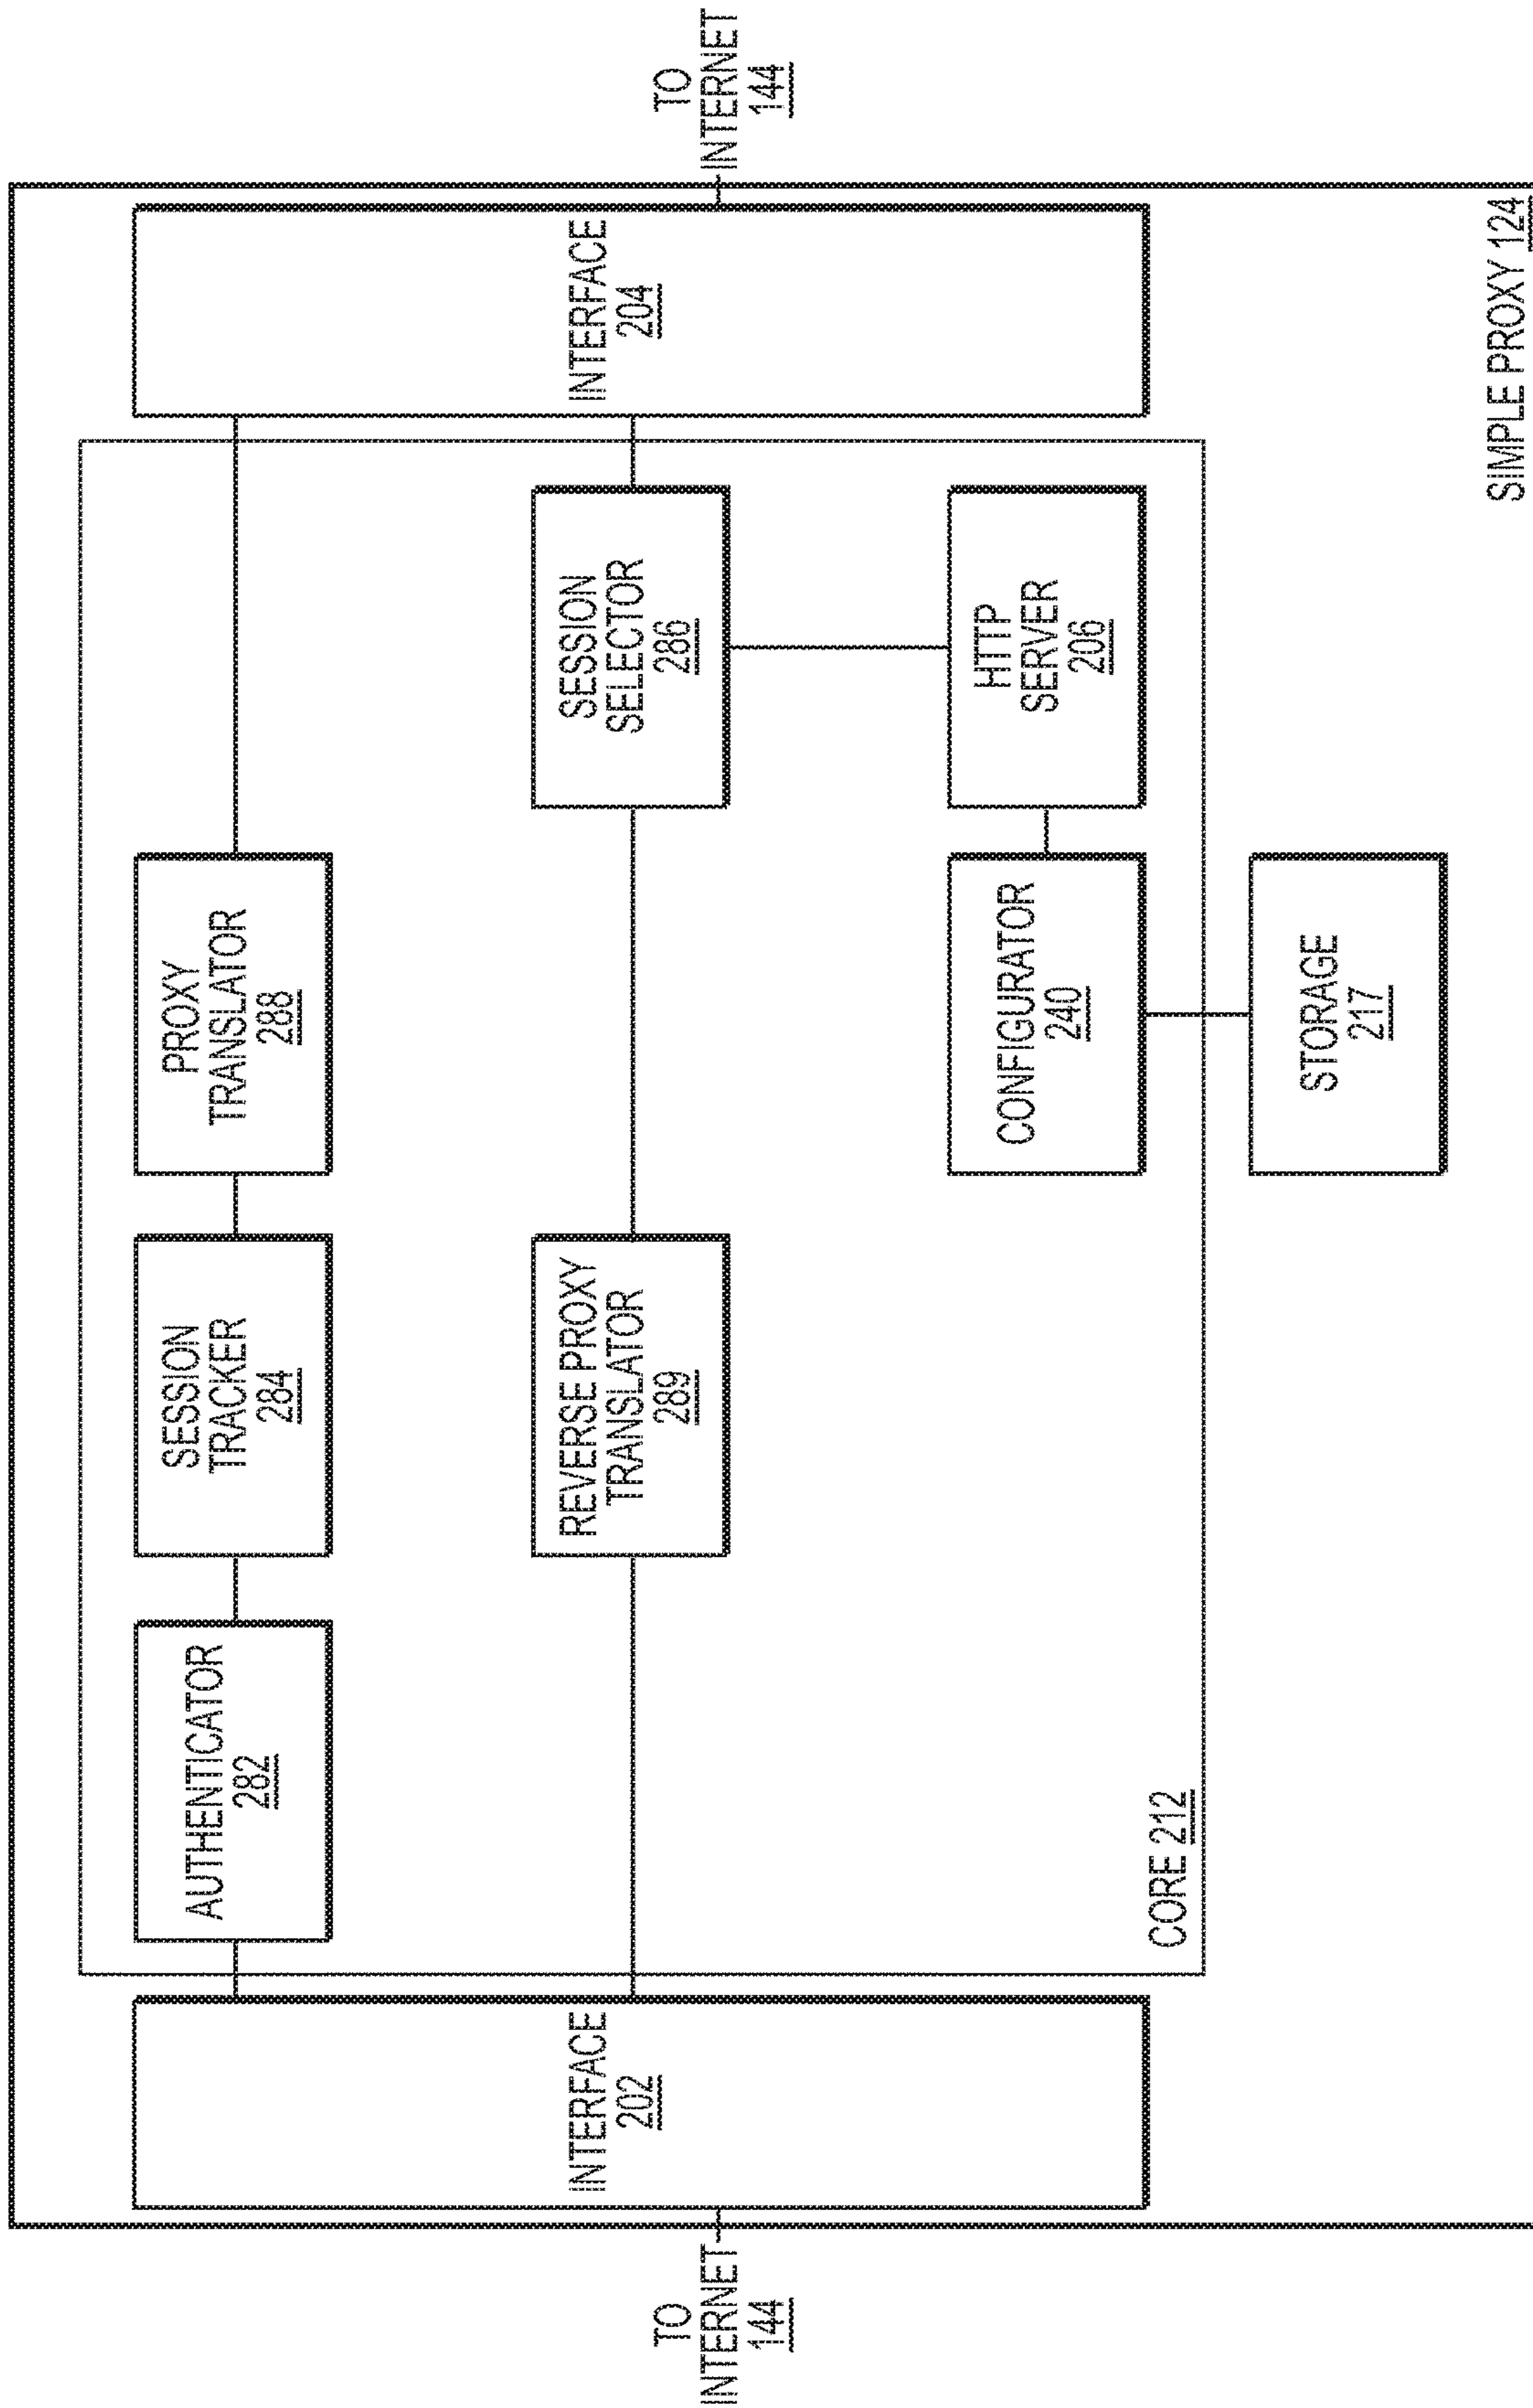 TO
INTERNET
144
INTERFACE
202
AUTHENTICATOR
282
SESSION
TRACKER
284
PROXY
TRANSLATOR
288
REVERSE PROXY
TRANSLATOR
289
SESSION
SELECTOR
286
CONFIGURATOR
240
HTTP
SERVER
206
CORE 212
STORAGE
217
INTERFACE
204
TO
INTERNET
144
SIMPLE PROXY 124